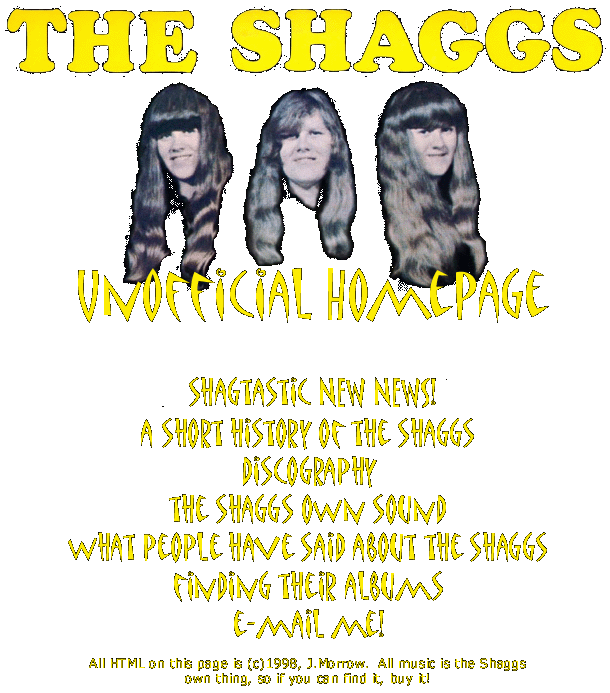 THE SHAGGS
UNOFFICIAL HOMEPAGE
SHAGTASTIC NEW NEWS!
A SHORT HISTORY OF THE SHAGGS
DISCOGRAPHY
THE SHAGGS OWN SOUND
WHAT PEOPLE HAVE SAID ABOUT THE SHAGGS
FINDING THEIR ALBUMS
E-MAIL ME!
All HTML on this page is (c)1998, J.Morrow. All music is the Shaggs
own thing, so if you can find it, buy it!